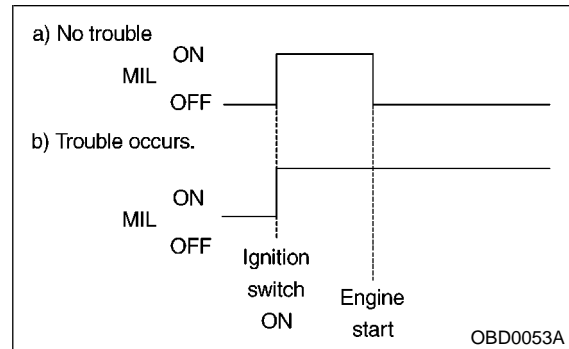 a) No trouble
ON
MIL
OFF
b) Trouble occurs.
ON
MIL
OFF
Ignition
switch
ON
Engine
start
OBD0053A